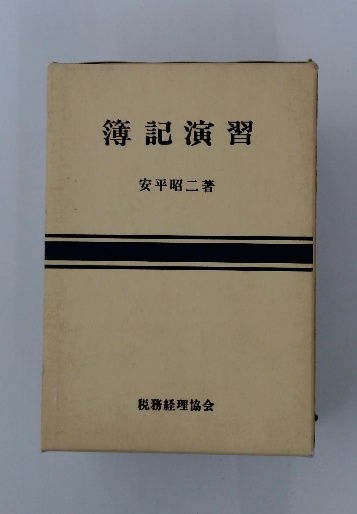 簿記演習
安平昭二著
税務経理協会